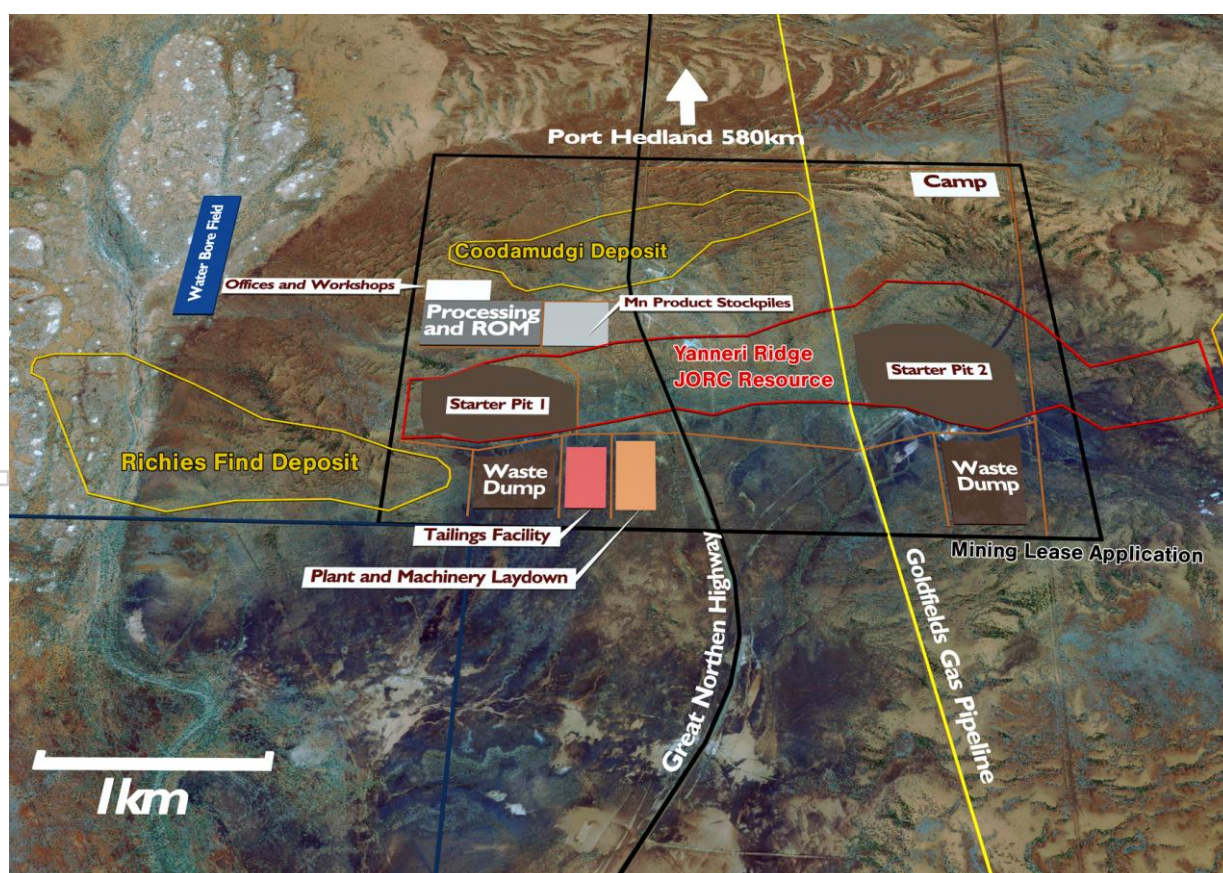 Port Hedland 580km
Camp
Water Bore Field
Coodamudgi Deposit
Offices and Workshops
Processing
and ROM
Mn Product Stockpiles
Yanneri Ridge
JORC Resource
Starter Pit 2
Starter Pit 1
Richies Find Deposit
Waste
Dump
Waste
Dump
Tailings Facility
Mining Lease Application
Plant and Machinery Laydown
Great Northen Highway
Goldfields Gas Pipeline
1km